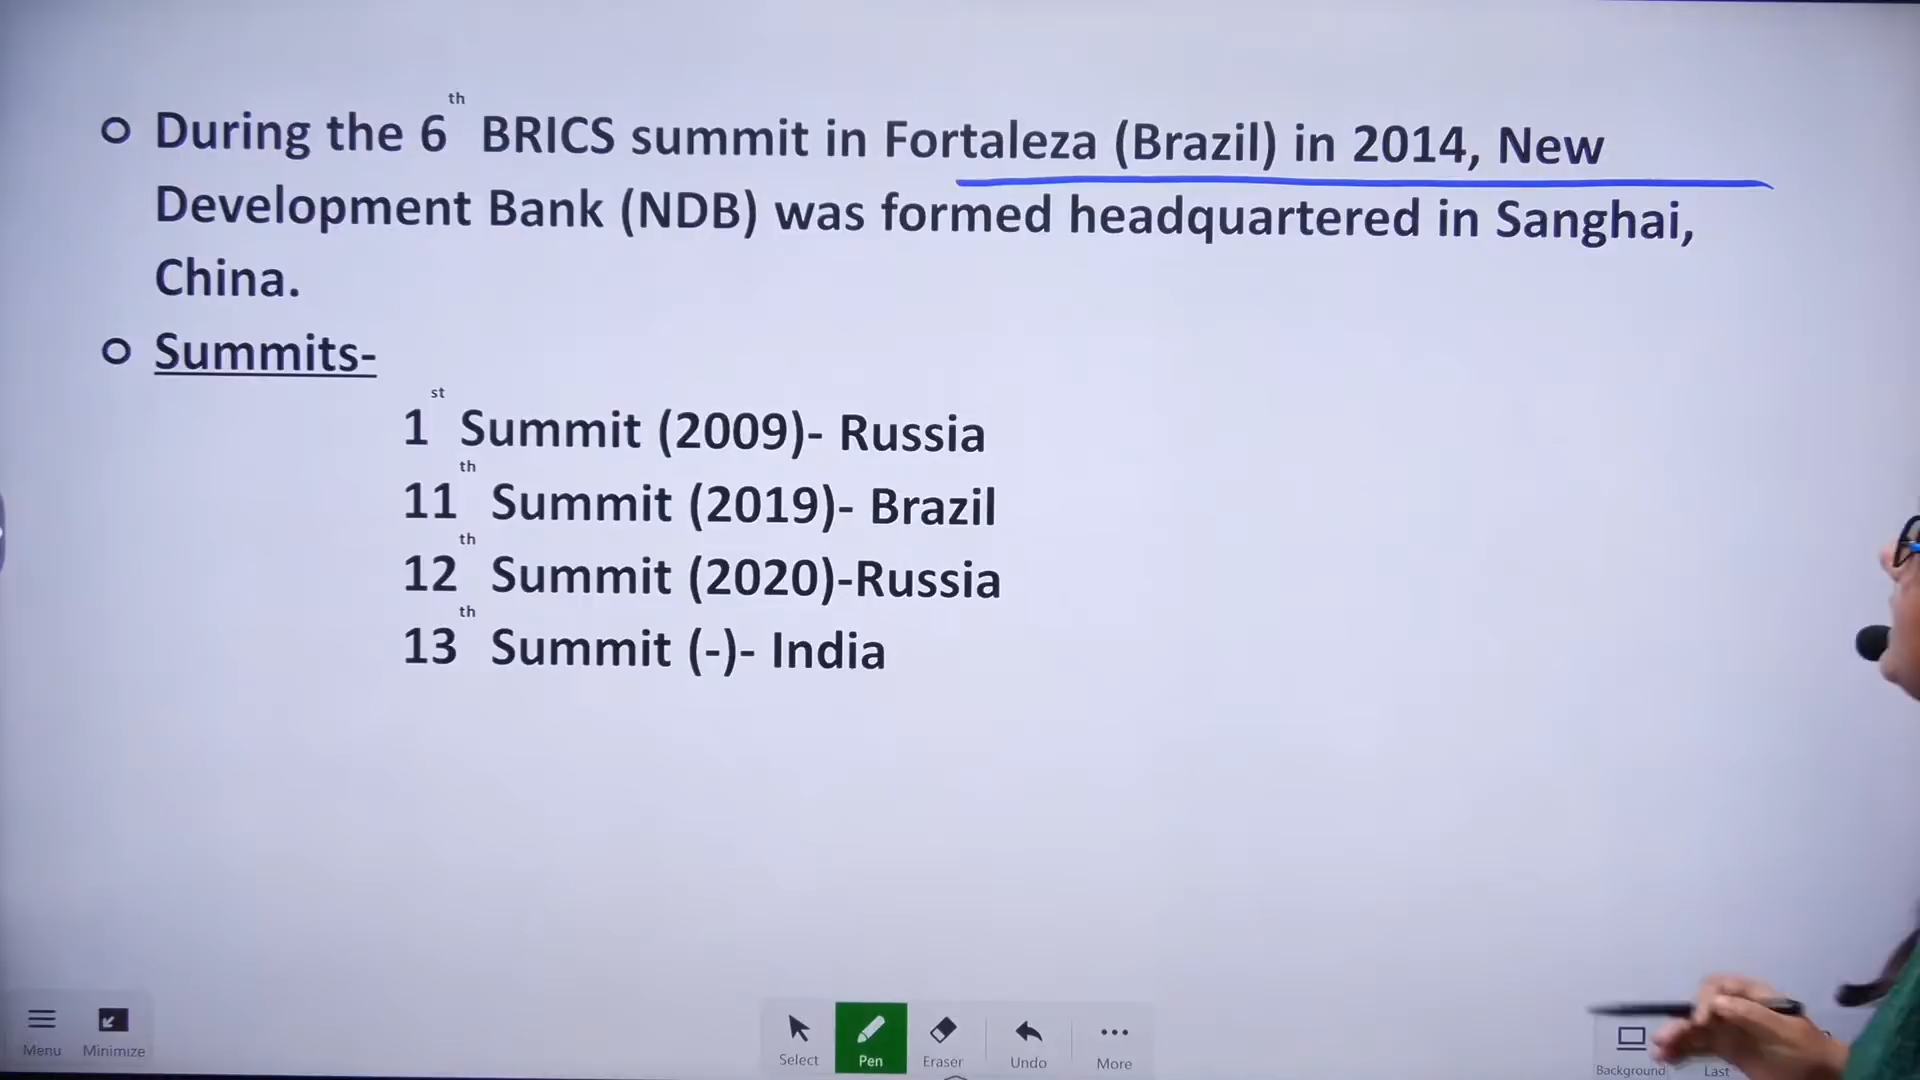 During the 6th BRICS summit in Fortaleza (Brazil) in 2014, New
Development Bank (NDB) was formed headquartered in Sanghai,
China.
Summits-
1st Summit (2009)- Russia
11th Summit (2019)- Brazil
12th Summit (2020)-Russia
13th Summit (-)- India
Menu Minimize Select Pen Eraser Undo More Background Last